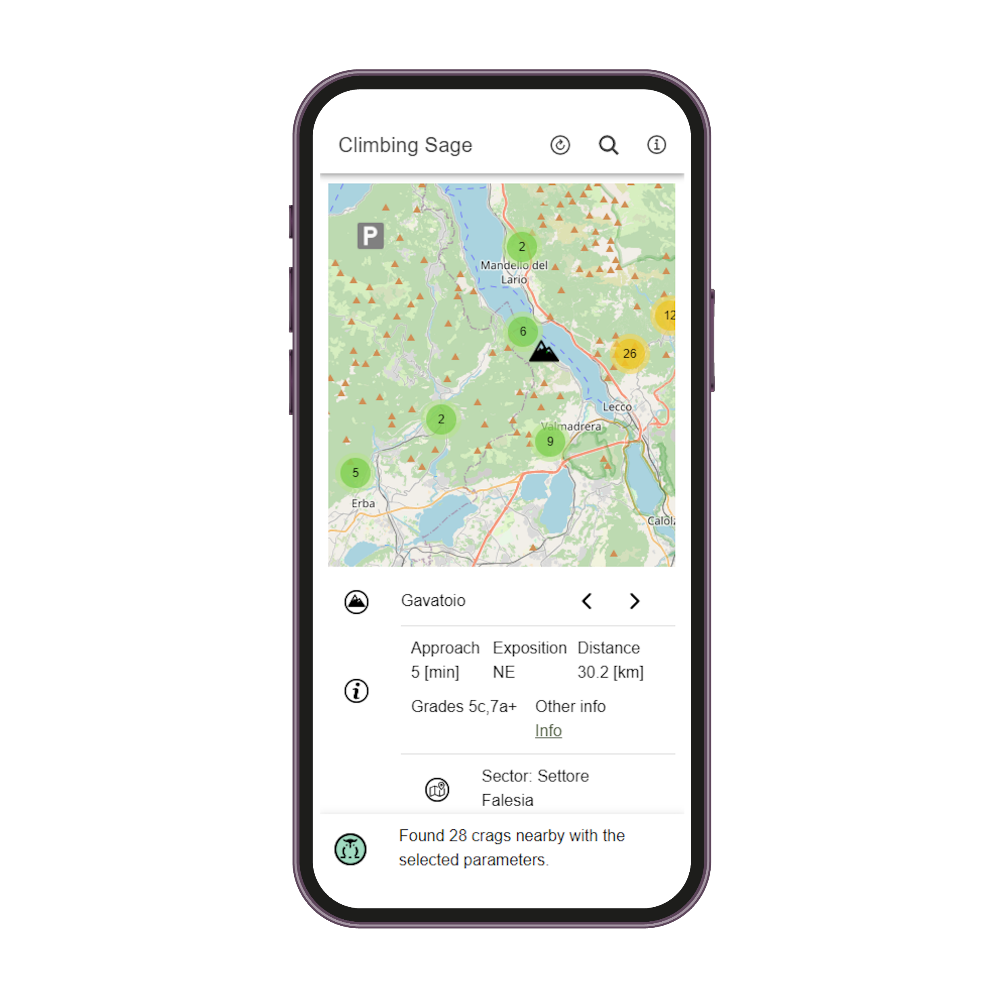 Climbing Sage
P
2
Mandello del
Lario
12
6
26
Lecco
2
Valmadrera
9
5
Erba
Calolz
Gavatoio
Approach Exposition Distance
5 [min] NE 30.2 [km]
Grades 5c,7a+ Other info
Info
Sector: Settore
Falesia
Found 28 crags nearby with the
selected parameters.